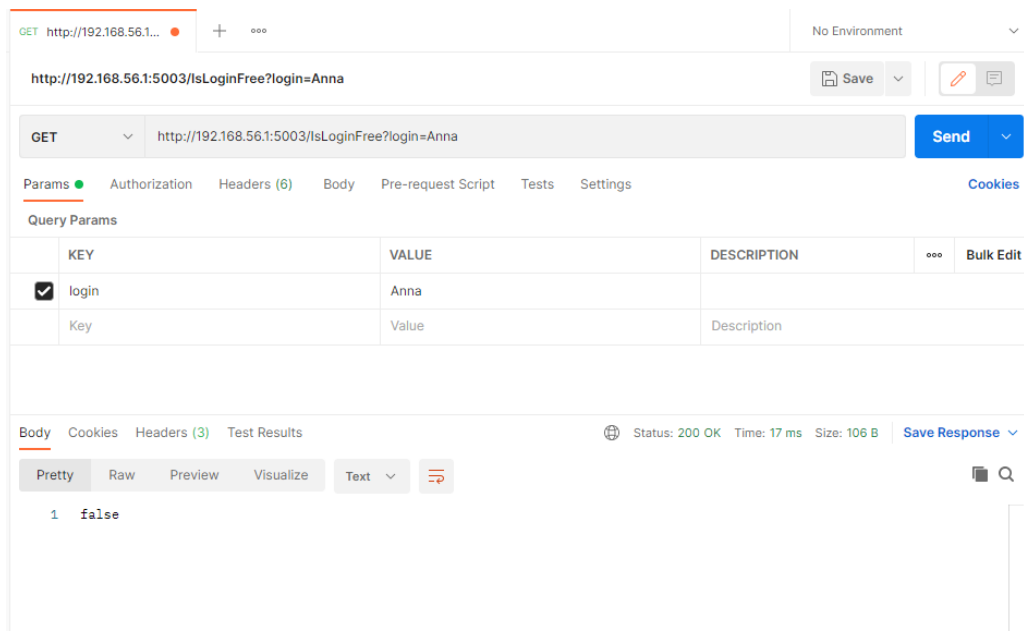 GET http://192.168.56.1... No Environment
http://192.168.56.1:5003/IsLoginFree?login=Anna Save
GET http://192.168.56.1:5003/IsLoginFree?login=Anna Send
Params Authorization Headers (6) Body Pre-request Script Tests Settings Cookies
Query Params
KEY VALUE DESCRIPTION Bulk Edit
login Anna
Key Value Description
Body Cookies Headers (3) Test Results Status: 200 OK Time: 17 ms Size: 106 B Save Response
Pretty Raw Preview Visualize Text
1 false